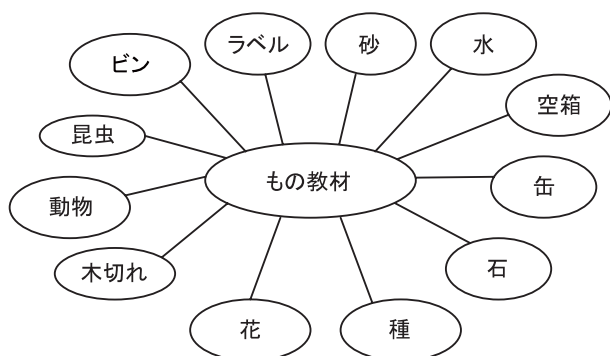 ラベル
砂
水
ビン
空箱
昆虫
もの教材
缶
動物
木切れ
石
花
種